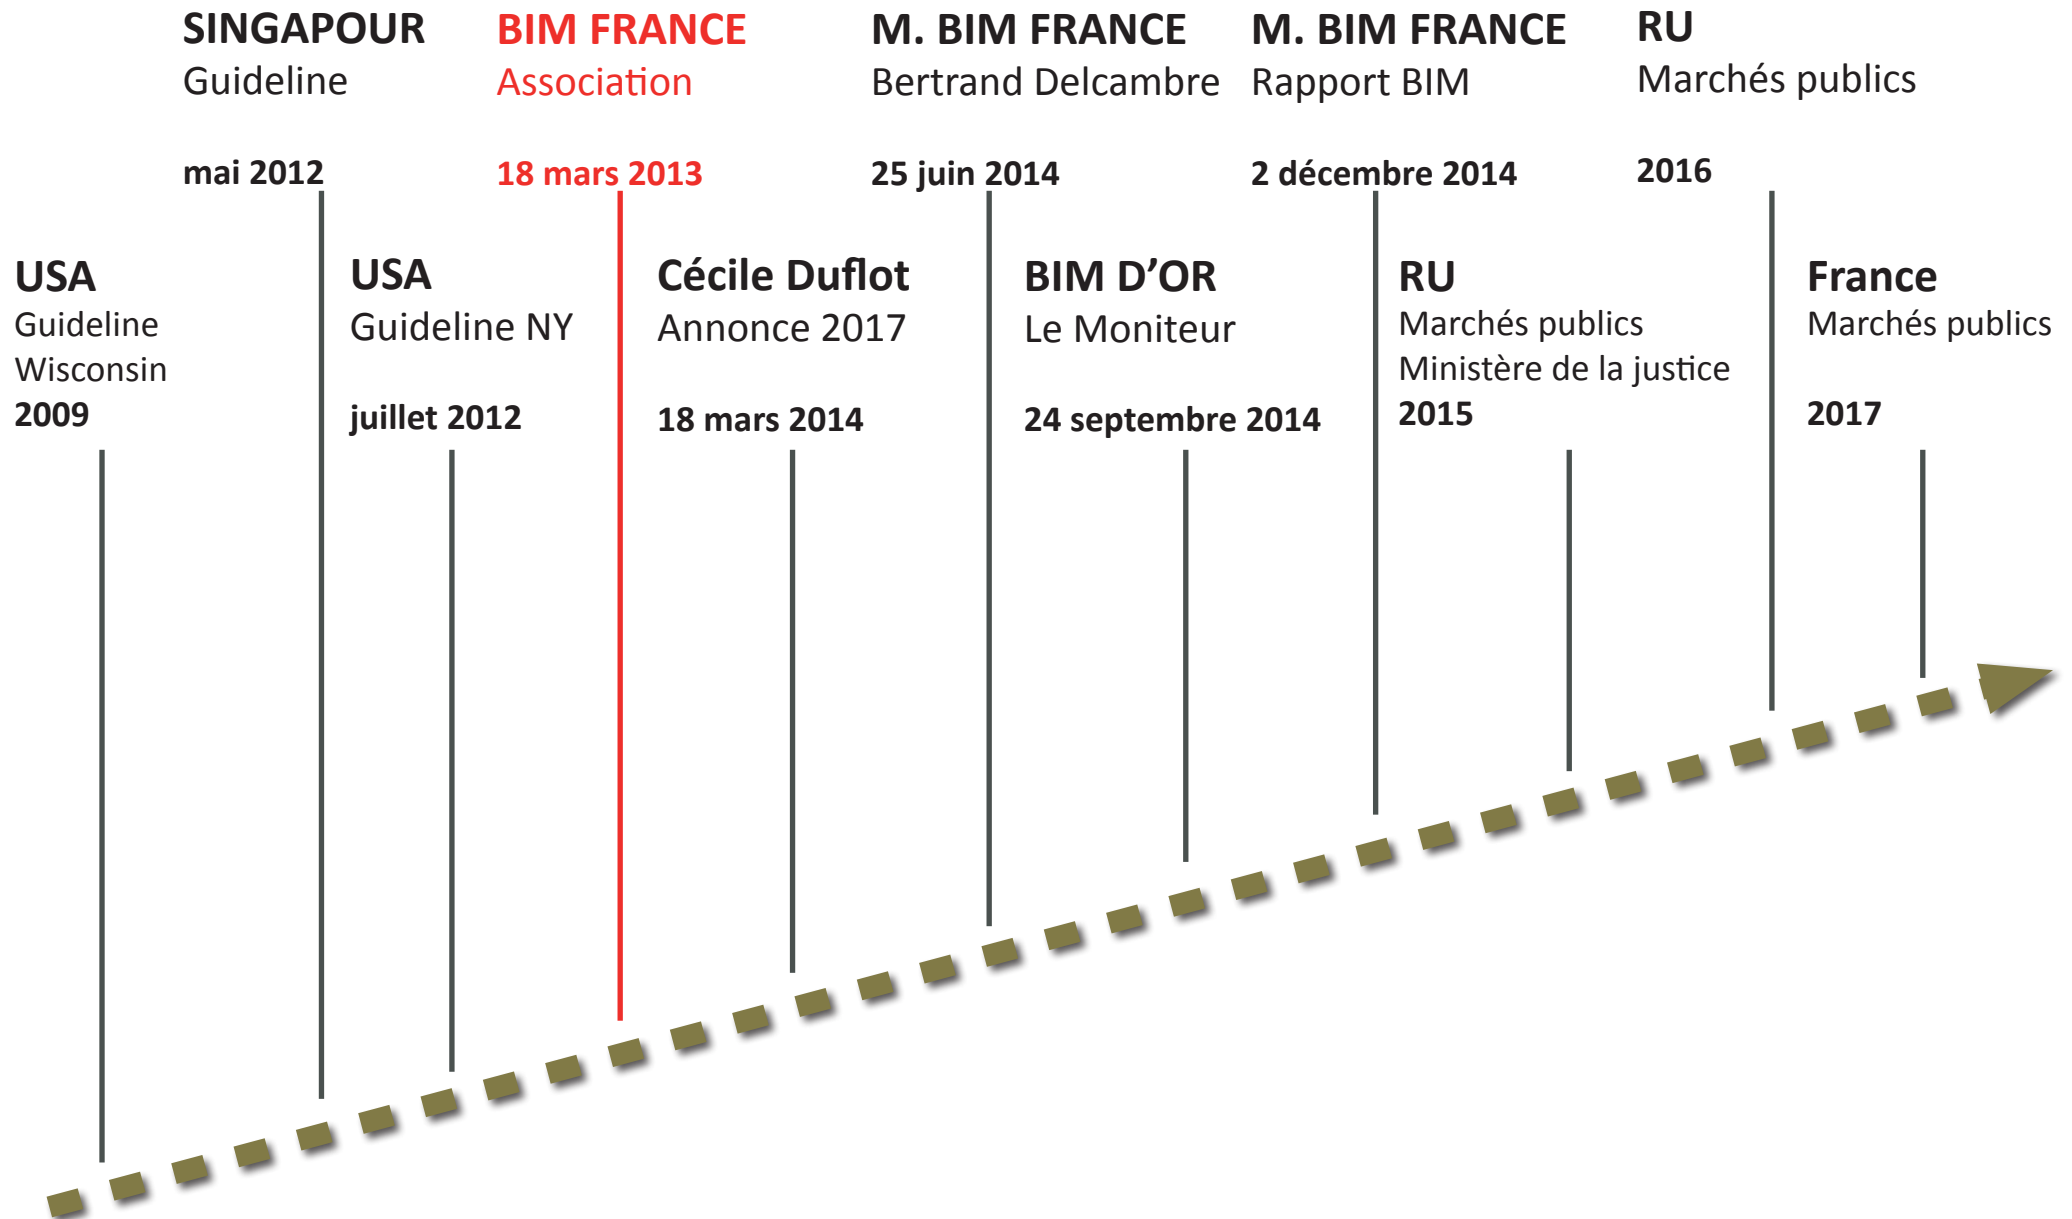 SINGAPOUR
Guideline
mai 2012
BIM FRANCE
Association
18 mars 2013
M. BIM FRANCE
Bertrand Delcambre
25 juin 2014
M. BIM FRANCE
Rapport BIM
2 décembre 2014
RU
Marchés publics
2016
USA
Guideline
Wisconsin
2009
USA
Guideline NY
juillet 2012
Cécile Duflot
Annonce 2017
18 mars 2014
BIM D’OR
Le Moniteur
24 septembre 2014
RU
Marchés publics
Ministère de la justice
2015
France
Marchés publics
2017